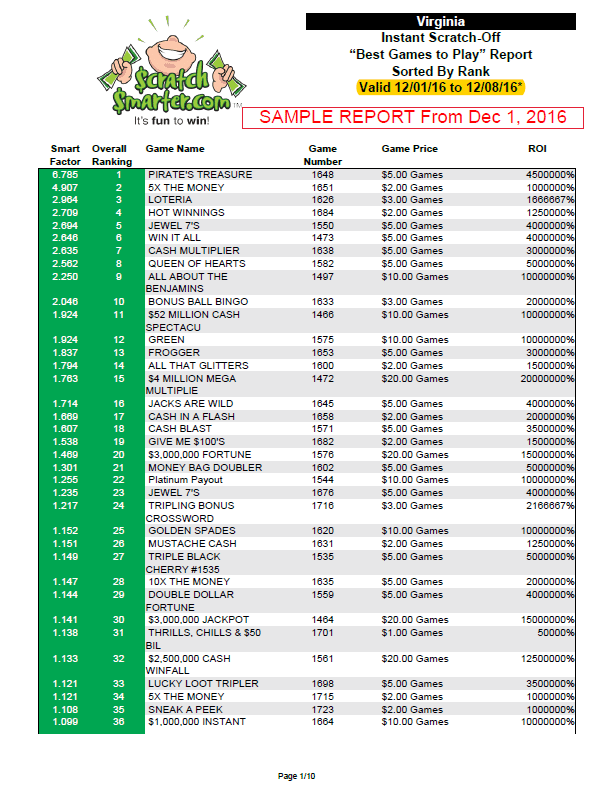 Virginia
Instant Scratch-Off
“Best Games to Play” Report
Sorted By Rank
Valid 12/01/16 to 12/08/16*
Scratch
Smarter.com TM
It's fun to win!
SAMPLE REPORT From Dec 1, 2016
Smart Overall Game Name Game Game Price ROI
Factor Ranking Number
6.785 1 PIRATE'S TREASURE 1648 $5.00 Games 4500000%
4.907 2 5X THE MONEY 1651 $2.00 Games 1000000%
2.964 3 LOTERIA 1626 $3.00 Games 1666667%
2.709 4 HOT WINNINGS 1684 $2.00 Games 1250000%
2.694 5 JEWEL 7'S 1550 $5.00 Games 4000000%
2.646 6 WIN IT ALL 1473 $5.00 Games 4000000%
2.635 7 CASH MULTIPLIER 1638 $5.00 Games 3000000%
2.562 8 QUEEN OF HEARTS 1582 $5.00 Games 5000000%
2.250 9 ALL ABOUT THE 1497 $10.00 Games 10000000%
BENJAMINS
2.046 10 BONUS BALL BINGO 1633 $3.00 Games 2000000%
1.924 11 $52 MILLION CASH 1466 $10.00 Games 10000000%
SPECTACU
1.924 12 GREEN 1575 $10.00 Games 10000000%
1.837 13 FROGGER 1653 $5.00 Games 3000000%
1.794 14 ALL THAT GLITTERS 1600 $2.00 Games 1500000%
1.763 15 $4 MILLION MEGA 1472 $20.00 Games 20000000%
MULTIPLIE
1.714 16 JACKS ARE WILD 1645 $5.00 Games 4000000%
1.669 17 CASH IN A FLASH 1658 $2.00 Games 2000000%
1.607 18 CASH BLAST 1571 $5.00 Games 3500000%
1.538 19 GIVE ME $100'S 1682 $2.00 Games 1500000%
1.469 20 $3,000,000 FORTUNE 1576 $20.00 Games 15000000%
1.301 21 MONEY BAG DOUBLER 1602 $5.00 Games 5000000%
1.255 22 Platinum Payout 1544 $10.00 Games 10000000%
1.235 23 JEWEL 7'S 1676 $5.00 Games 4000000%
1.217 24 TRIPLING BONUS 1716 $3.00 Games 2166667%
CROSSWORD
1.152 25 GOLDEN SPADES 1620 $10.00 Games 10000000%
1.151 26 MUSTACHE CASH 1631 $2.00 Games 1250000%
1.149 27 TRIPLE BLACK 1535 $5.00 Games 5000000%
CHERRY #1535
1.147 28 10X THE MONEY 1635 $5.00 Games 2000000%
1.144 29 DOUBLE DOLLAR 1559 $5.00 Games 4000000%
FORTUNE
1.141 30 $3,000,000 JACKPOT 1464 $20.00 Games 15000000%
1.138 31 THRILLS, CHILLS & $50 1701 $1.00 Games 50000%
BIL
1.133 32 $2,500,000 CASH 1561 $20.00 Games 12500000%
WINFALL
1.121 33 LUCKY LOOT TRIPLER 1698 $5.00 Games 3500000%
1.121 34 5X THE MONEY 1715 $2.00 Games 1000000%
1.108 35 SNEAK A PEEK 1723 $2.00 Games 1000000%
1.099 36 $1,000,000 INSTANT 1664 $10.00 Games 10000000%
Page 1/10